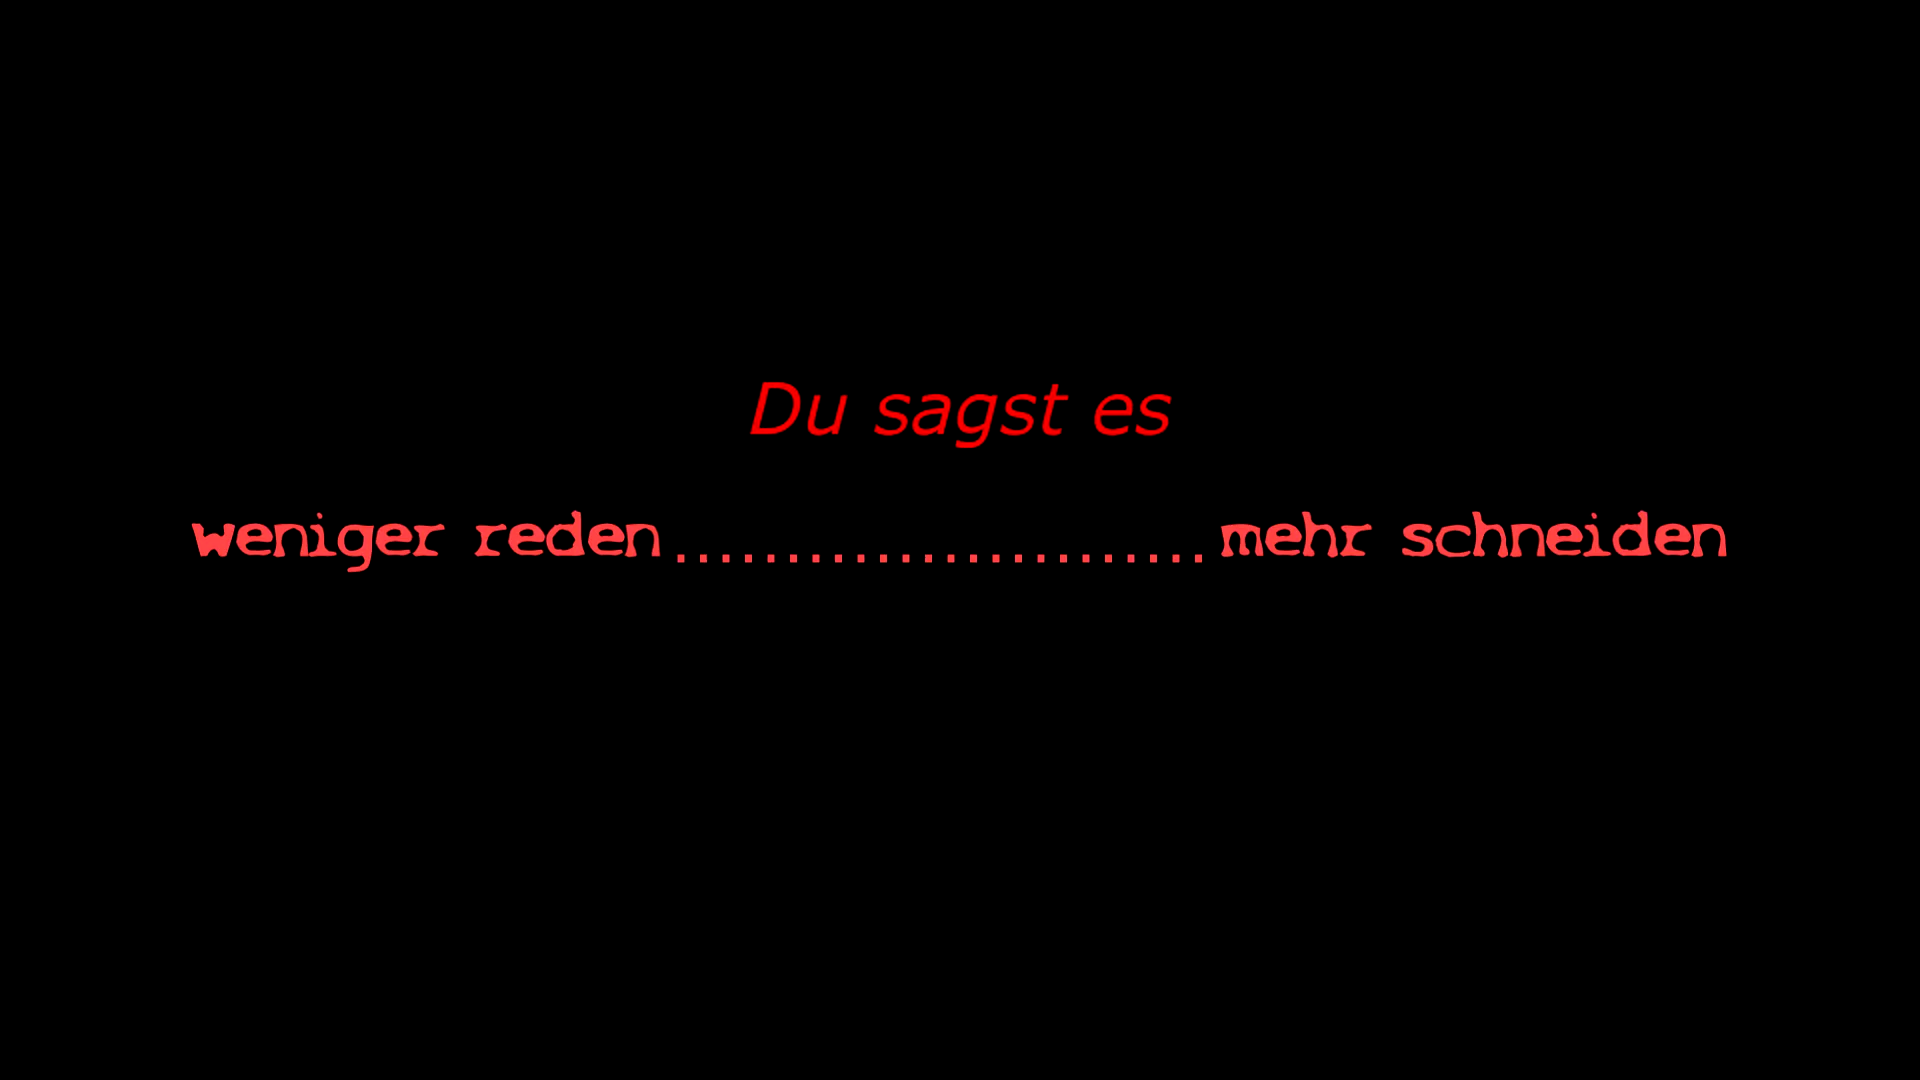 Du sagst es
weniger reden........................mehr schneiden